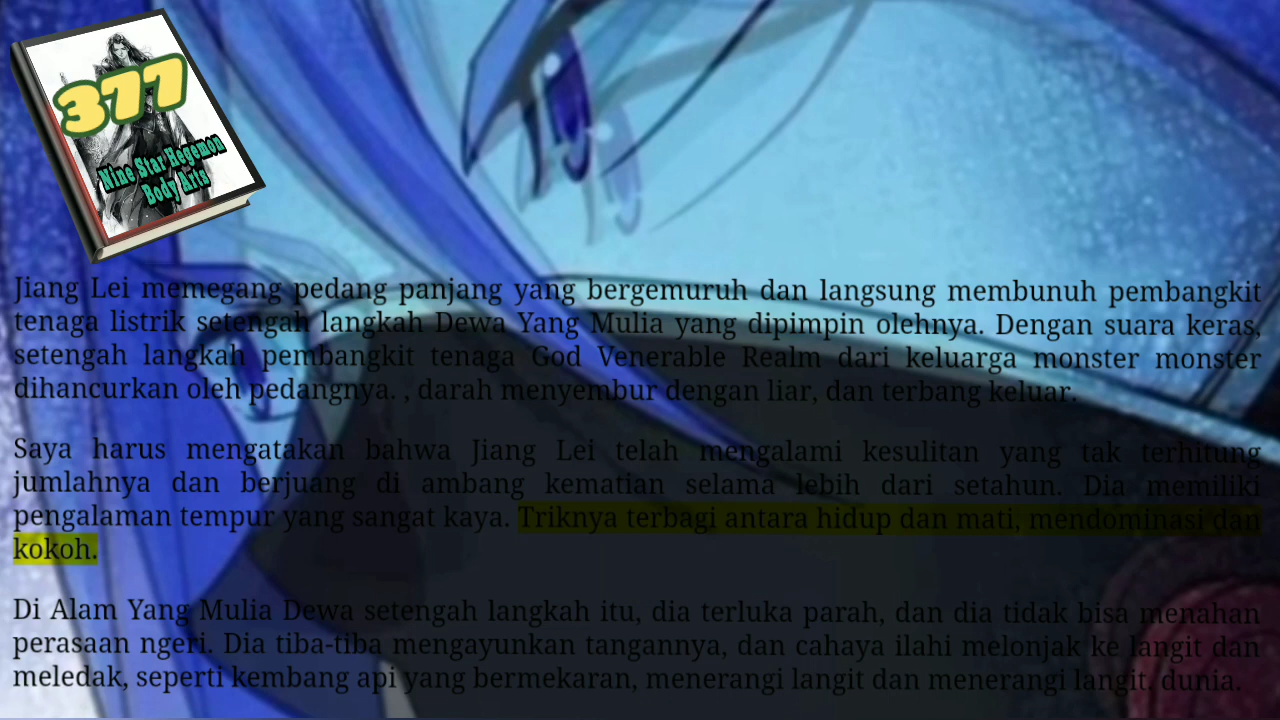 377
Nine Star Hegemon
Body Arts
Jiang Lei memegang pedang panjang yang bergemuruh dan langsung membunuh pembangkit
tenaga listrik setengah langkah Dewa Yang Mulia yang dipimpin olehnya. Dengan suara keras,
setengah langkah pembangkit tenaga God Venerable Realm dari keluarga monster monster
dihancurkan oleh pedangnya. , darah menyembur dengan liar, dan terbang keluar.
Saya harus mengatakan bahwa Jiang Lei telah mengalami kesulitan yang tak terhitung
jumlahnya dan berjuang di ambang kematian selama lebih dari setahun. Dia memiliki
pengalaman tempur yang sangat kaya. Triknya terbagi antara hidup dan mati, mendominasi dan
kokoh.
Di Alam Yang Mulia Dewa setengah langkah itu, dia terluka parah, dan dia tidak bisa menahan
perasaan ngeri. Dia tiba-tiba mengayunkan tangannya, dan cahaya ilahi melonjak ke langit dan
meledak, seperti kembang api yang bermekaran, menerangi langit dan menerangi langit. dunia.